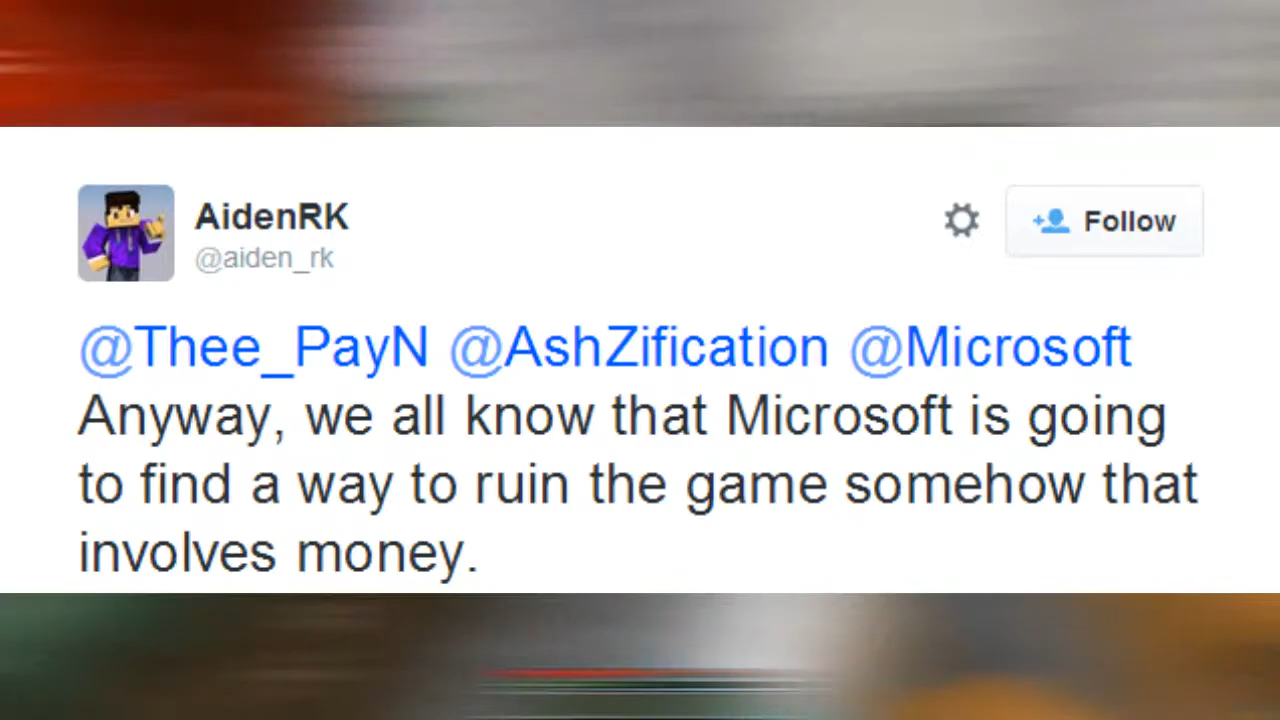 AidenRK
@aiden_rk
Follow
@Thee_PayN @AshZification @Microsoft
Anyway, we all know that Microsoft is going
to find a way to ruin the game somehow that
involves money.